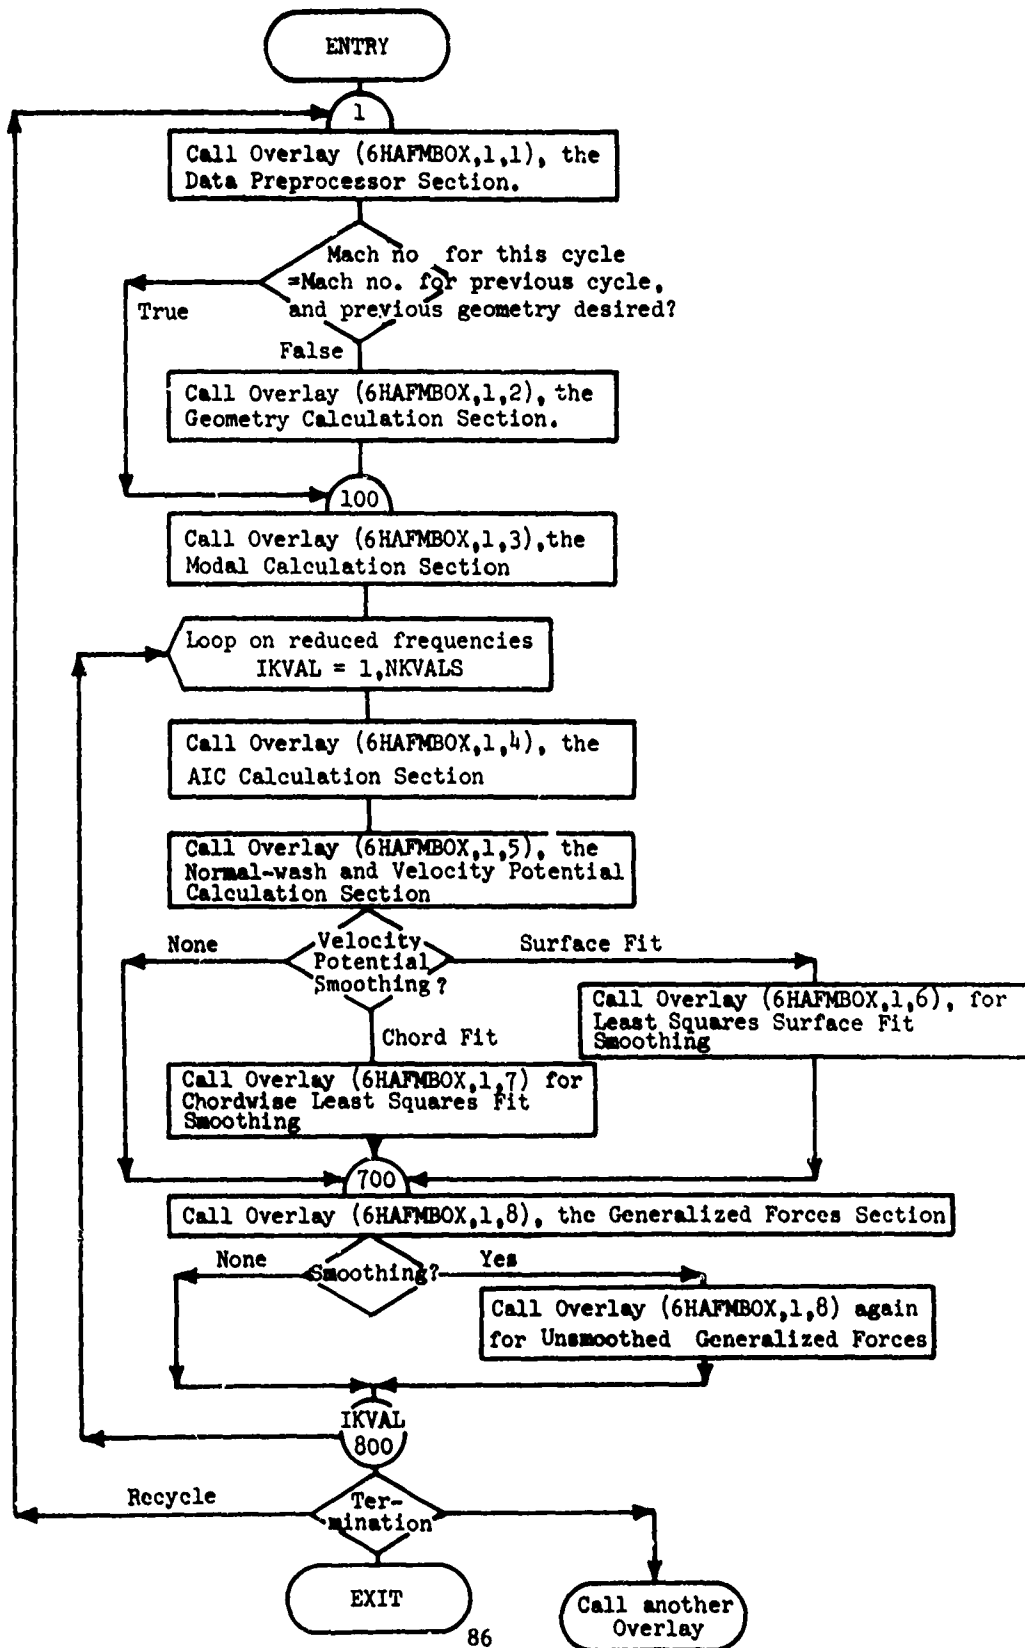 ENTRY
1
Call Overlay (6HAFMBOX,1,1), the
Data Preprocessor Section.
Mach no for this cycle
=Mach no. for previous cycle,
and previous geometry desired?
True
False
Call Overlay (6HAFMBOX,1,2), the
Geometry Calculation Section.
100
Call Overlay (6HAFMBOX,1,3),the
Modal Calculation Section
Loop on reduced frequencies
IKVAL = 1,NKVALS
Call Overlay (6HAFMBOX,1,4), the
AIC Calculation Section
Call Overlay (6HAFMBOX,1,5), the
Normal-wash and Velocity Potential
Calculation Section
None
Velocity
Potential
Smoothing?
Surface Fit
Call Overlay (6HAFMBOX,1,6), for
Least Squares Surface Fit
Smoothing
Chord Fit
Call Overlay (6HAFMBOX,1,7) for
Chordwise Least Squares Fit
Smoothing
700
Call Overlay (6HAFMBOX,1,8), the Generalized Forces Section
None
Smoothing?
Yes
Call Overlay (6HAFMBOX,1,8) again
for Unsmoothed Generalized Forces
IKVAL
800
Recycle
Ter-
mination
EXIT
Call another
Overlay
86